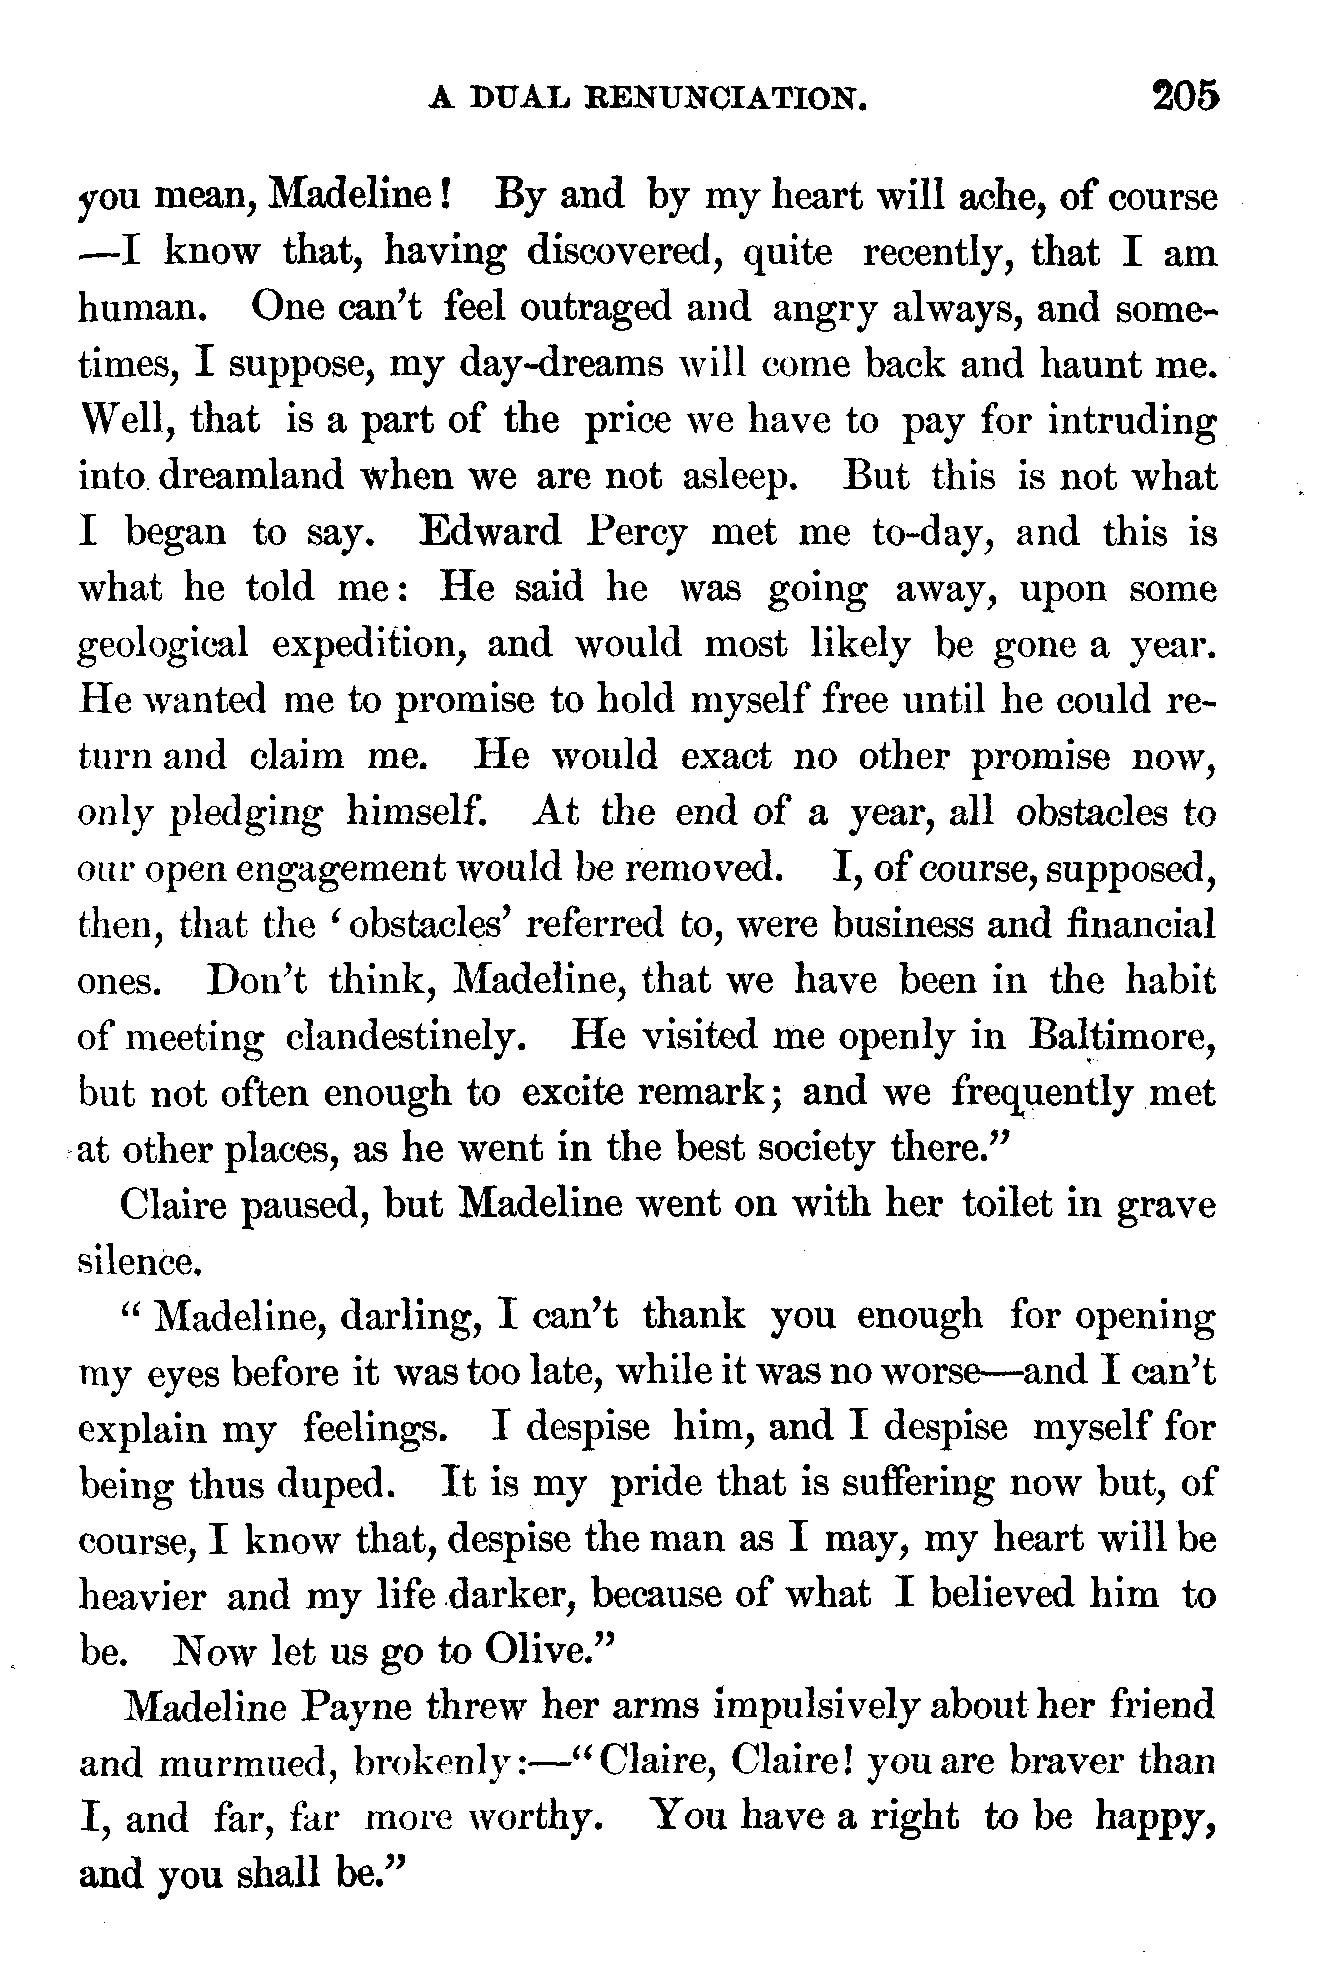 A DUAL RENUNCIATION. 205
you mean, Madeline! By and by my heart will ache, of course
—I know that, having discovered, quite recently, that I am
human. One can't feel outraged and angry always, and some-
times, I suppose, my day-dreams will come back and haunt me.
Well, that is a part of the price we have to pay for intruding
into dreamland when we are not asleep. But this is not what
I began to say. Edward Percy met me to-day, and this is
what he told me: He said he was going away, upon some
geological expedition, and would most likely be gone a year.
He wanted me to promise to hold myself free until he could re-
turn and claim me. He would exact no other promise now,
only pledging himself. At the end of a year, all obstacles to
our open engagement would be removed. I, of course, supposed,
then, that the ‘obstacles’ referred to, were business and financial
ones. Don't think, Madeline, that we have been in the habit
of meeting clandestinely. He visited me openly in Baltimore,
but not often enough to excite remark; and we frequently met
at other places, as he went in the best society there.”
Claire paused, but Madeline went on with her toilet in grave
silence.
“Madeline, darling, I can't thank you enough for opening
my eyes before it was too late, while it was no worse—and I can't
explain my feelings. I despise him, and I despise myself for
being thus duped. It is my pride that is suffering now but, of
course, I know that, despise the man as I may, my heart will be
heavier and my life darker, because of what I believed him to
be. Now let us go to Olive.”
Madeline Payne threw her arms impulsively about her friend
and murmued, brokenly:—“Claire, Claire! you are braver than
I, and far, far more worthy. You have a right to be happy,
and you shall be.”